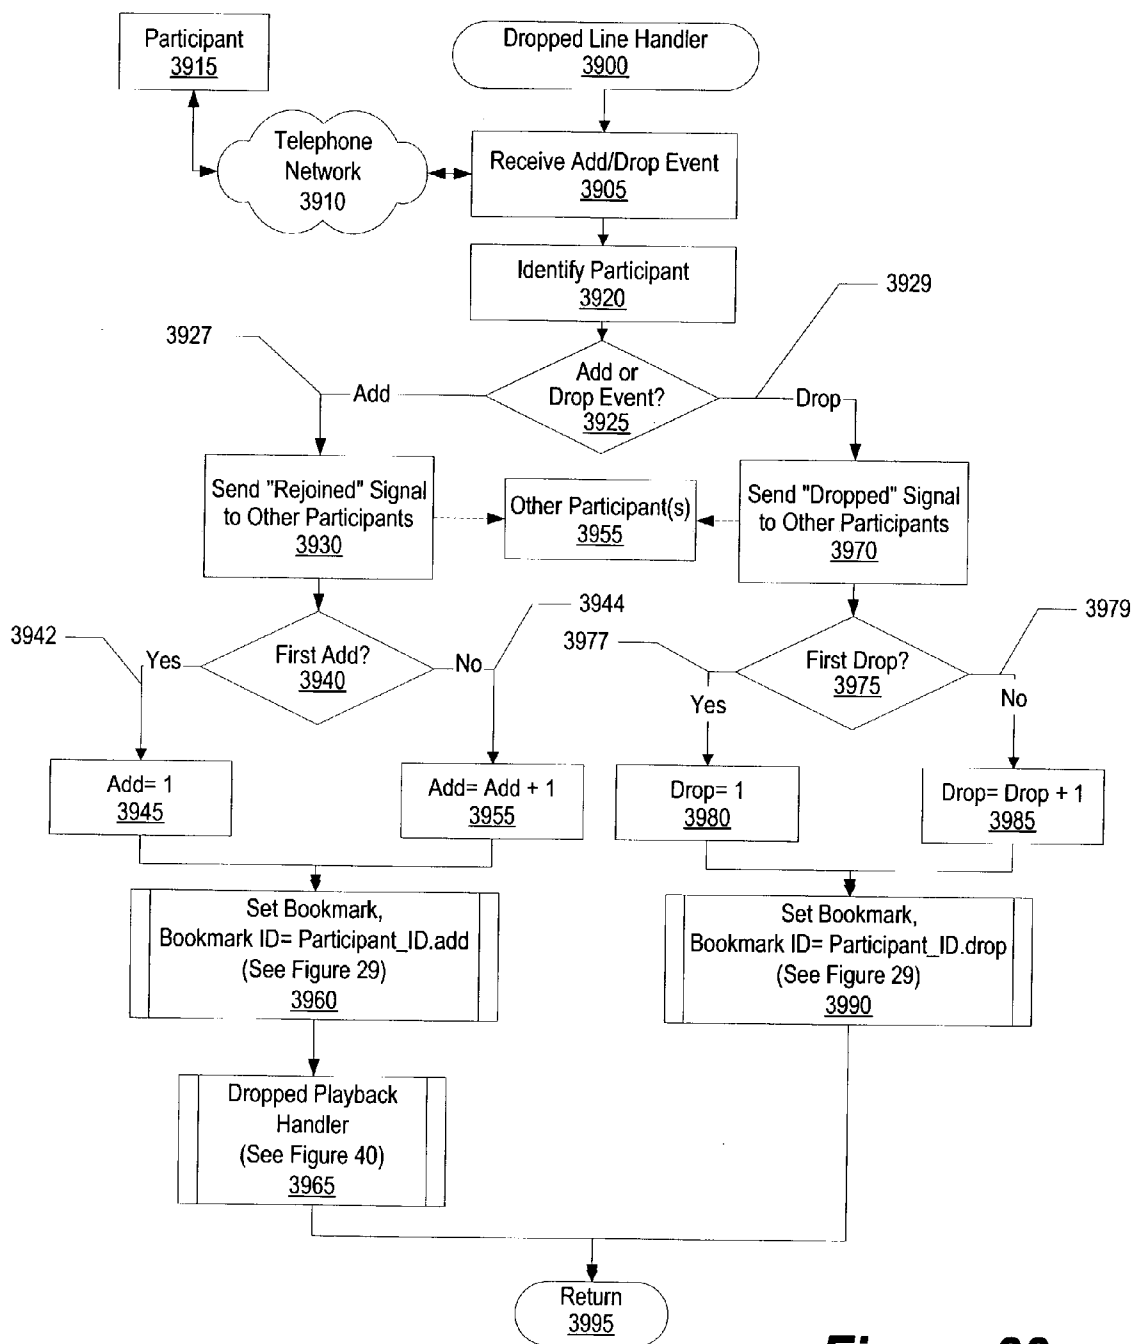 Participant
3915
Dropped Line Handler
3900
Telephone
Network
3910
Receive Add/Drop Event
3905
Identify Participant
3920
3929
3927
Add or
Drop Event?
3925
Add
Drop
Send "Rejoined" Signal
to Other Participants
3930
Other Participant(s)
3955
Send "Dropped" Signal
to Other Participants
3970
3942
3944
3977
3979
Yes
First Add?
3940
No
First Drop?
3975
Yes
No
Add= 1
3945
Add= Add + 1
3955
Drop= 1
3980
Drop= Drop + 1
3985
Set Bookmark,
Bookmark ID= Participant_ID.add
(See Figure 29)
3960
Set Bookmark,
Bookmark ID= Participant_ID.drop
(See Figure 29)
3990
Dropped Playback
Handler
(See Figure 40)
3965
Return
3995